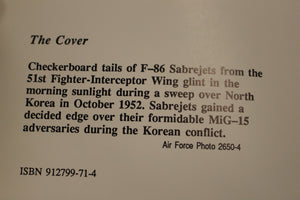 The Cover
Checkerboard tails of F-86 Sabrejets from the
51st Fighter-Interceptor Wing glint in the
morning sunlight during a sweep over North
Korea in October 1952. Sabrejets gained a
decided edge over their formidable MiG-15
adversaries during the Korean conflict.
Air Force Photo 2650-4
ISBN 912799-71-4